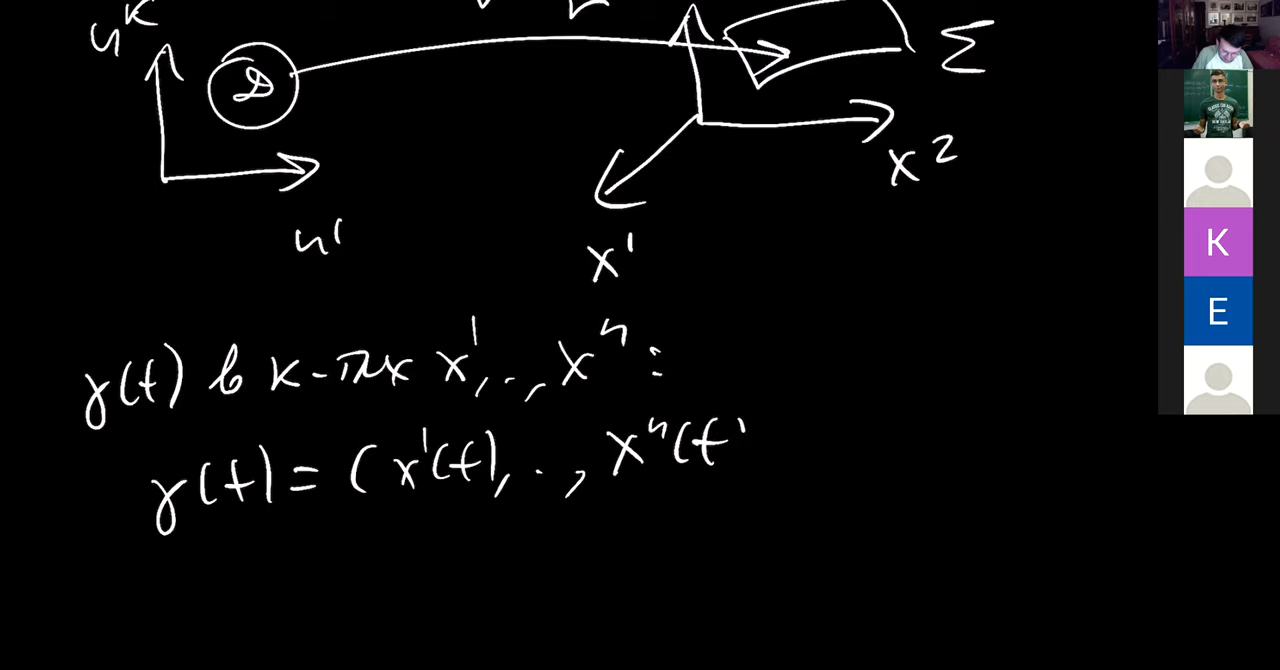 u^k
D
Σ
x^2
u^1
x^1
γ(t) в к-тах x^1, .., x^n :
γ(t) = (x^1(t), .., x^n(t)
K
E